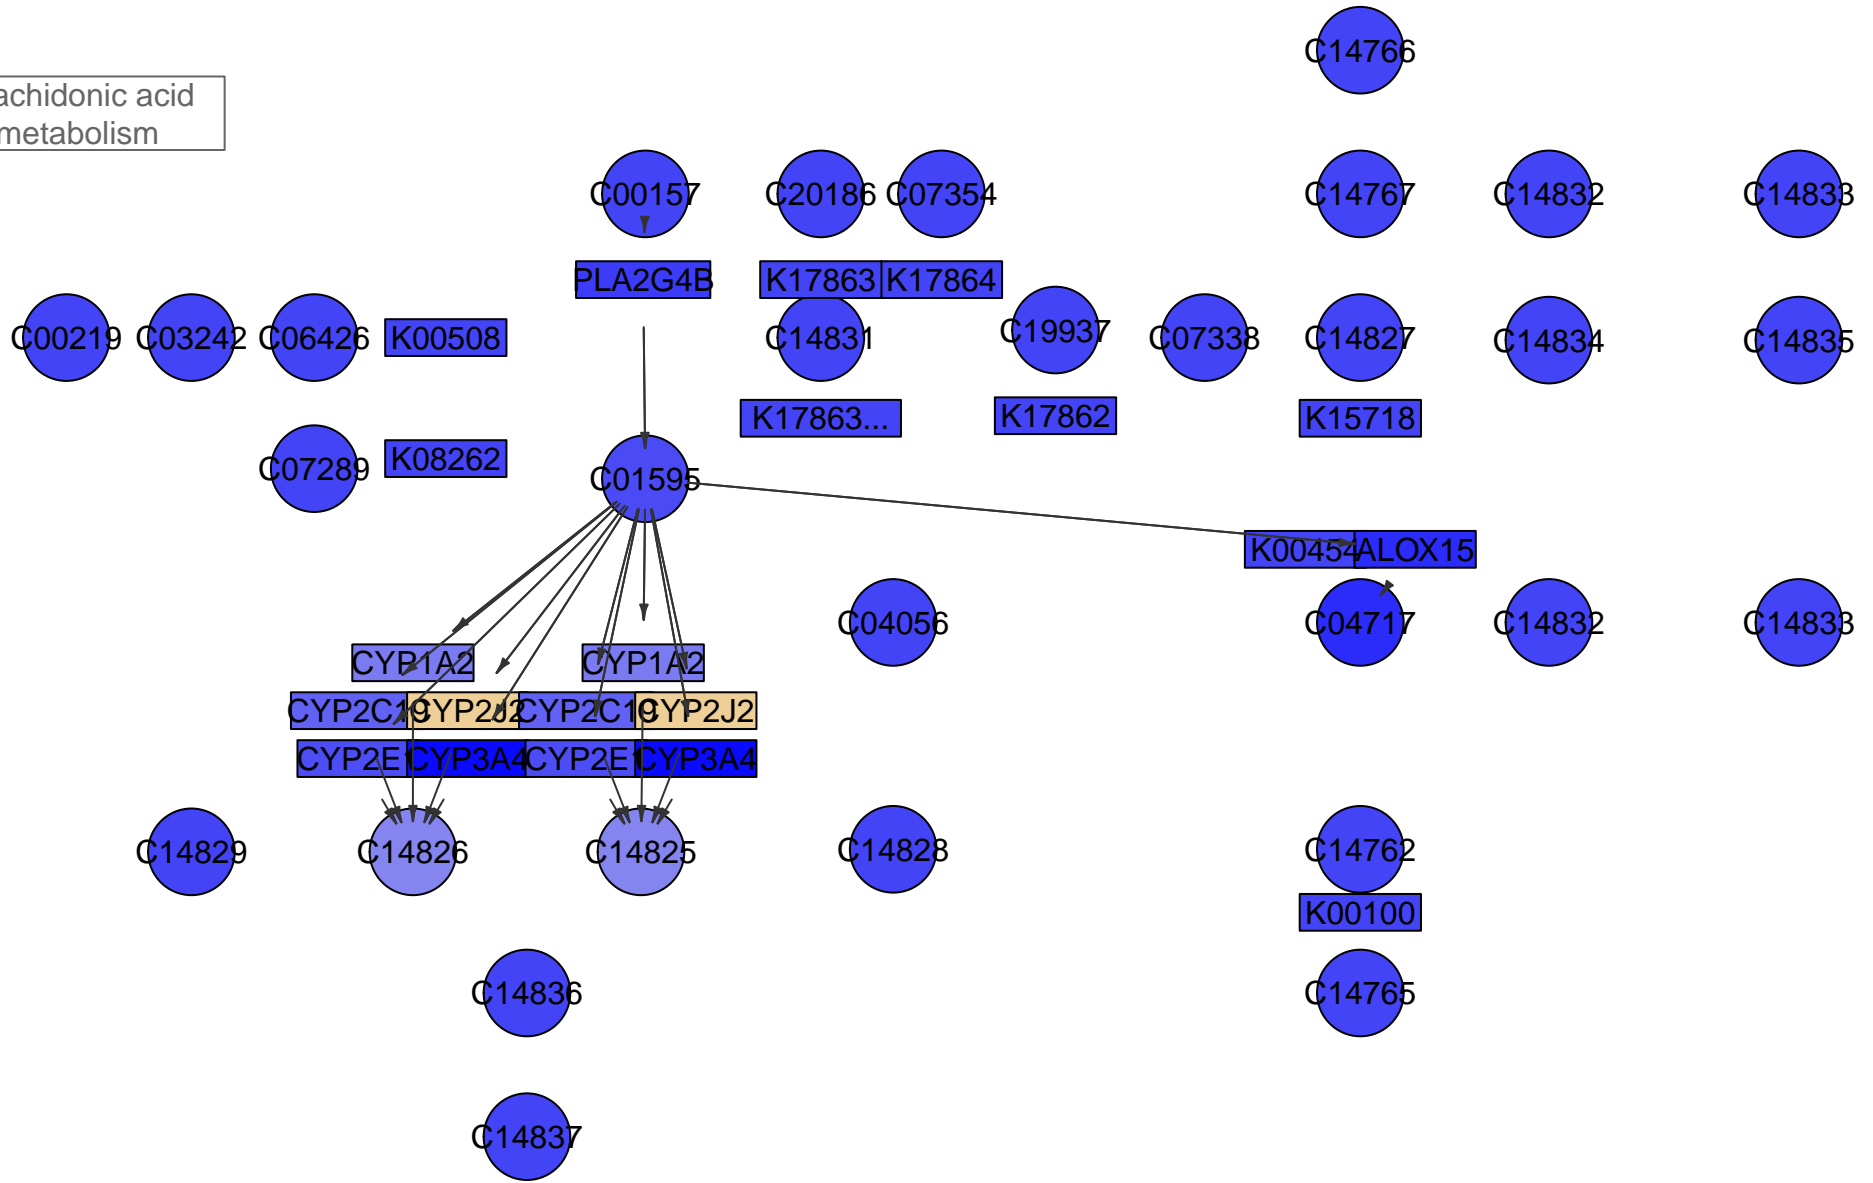 C14766
achidonic acid
metabolism
C00157
C20186
C07354
C14767
C14832
C14833
PLA2G4B
K17863
K17864
C00219
C03242
C06426
K00508
C14831
C19937
C07338
C14827
C14834
C14835
K17863...
K17862
K15718
C07289
K08262
C01595
K00454
ALOX15
C04056
C04717
C14832
C14833
CYP1A2
CYP1A2
CYP2C19
CYP2J2
CYP2C19
CYP2J2
CYP2E1
CYP3A4
CYP2E1
CYP3A4
C14829
C14826
C14825
C14828
C14762
K00100
C14836
C14765
C14837